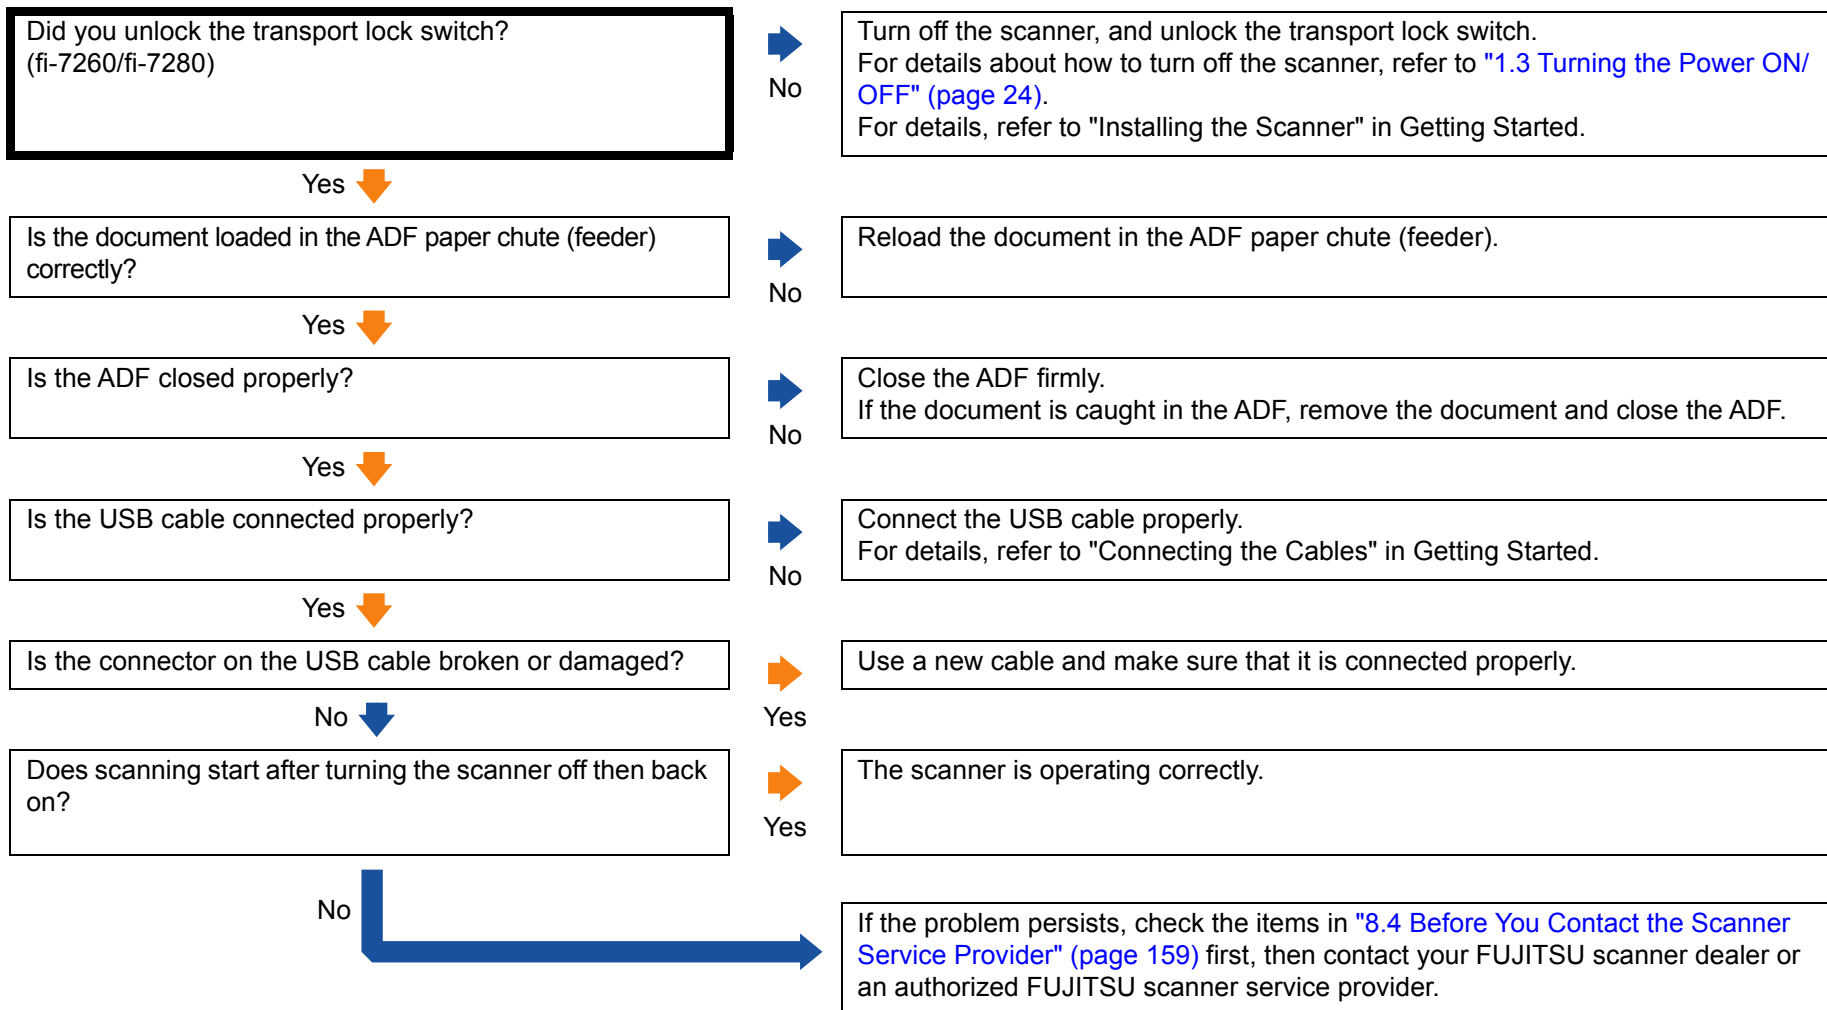 Did you unlock the transport lock switch?
(fi-7260/fi-7280)
No
Turn off the scanner, and unlock the transport lock switch.
For details about how to turn off the scanner, refer to "1.3 Turning the Power ON/
OFF" (page 24).
For details, refer to "Installing the Scanner" in Getting Started.
Yes
Is the document loaded in the ADF paper chute (feeder)
correctly?
No
Reload the document in the ADF paper chute (feeder).
Yes
Is the ADF closed properly?
No
Close the ADF firmly.
If the document is caught in the ADF, remove the document and close the ADF.
Yes
Is the USB cable connected properly?
No
Connect the USB cable properly.
For details, refer to "Connecting the Cables" in Getting Started.
Yes
Is the connector on the USB cable broken or damaged?
Yes
Use a new cable and make sure that it is connected properly.
No
Does scanning start after turning the scanner off then back
on?
Yes
The scanner is operating correctly.
No
If the problem persists, check the items in "8.4 Before You Contact the Scanner
Service Provider" (page 159) first, then contact your FUJITSU scanner dealer or
an authorized FUJITSU scanner service provider.